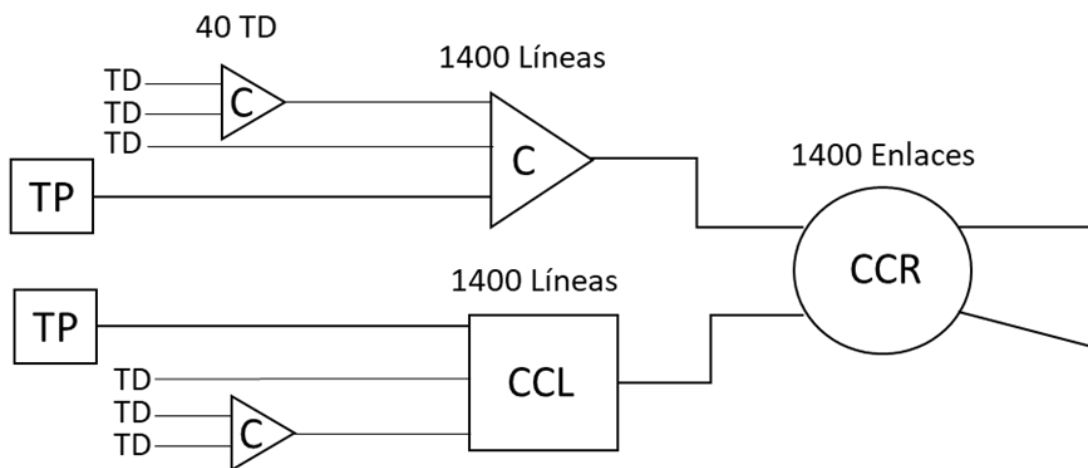 40 TD
1400 Líneas
TD
TD
TD
C
C
TP
1400 Enlaces
CCR
1400 Líneas
TP
TD
TD
TD
C
CCL